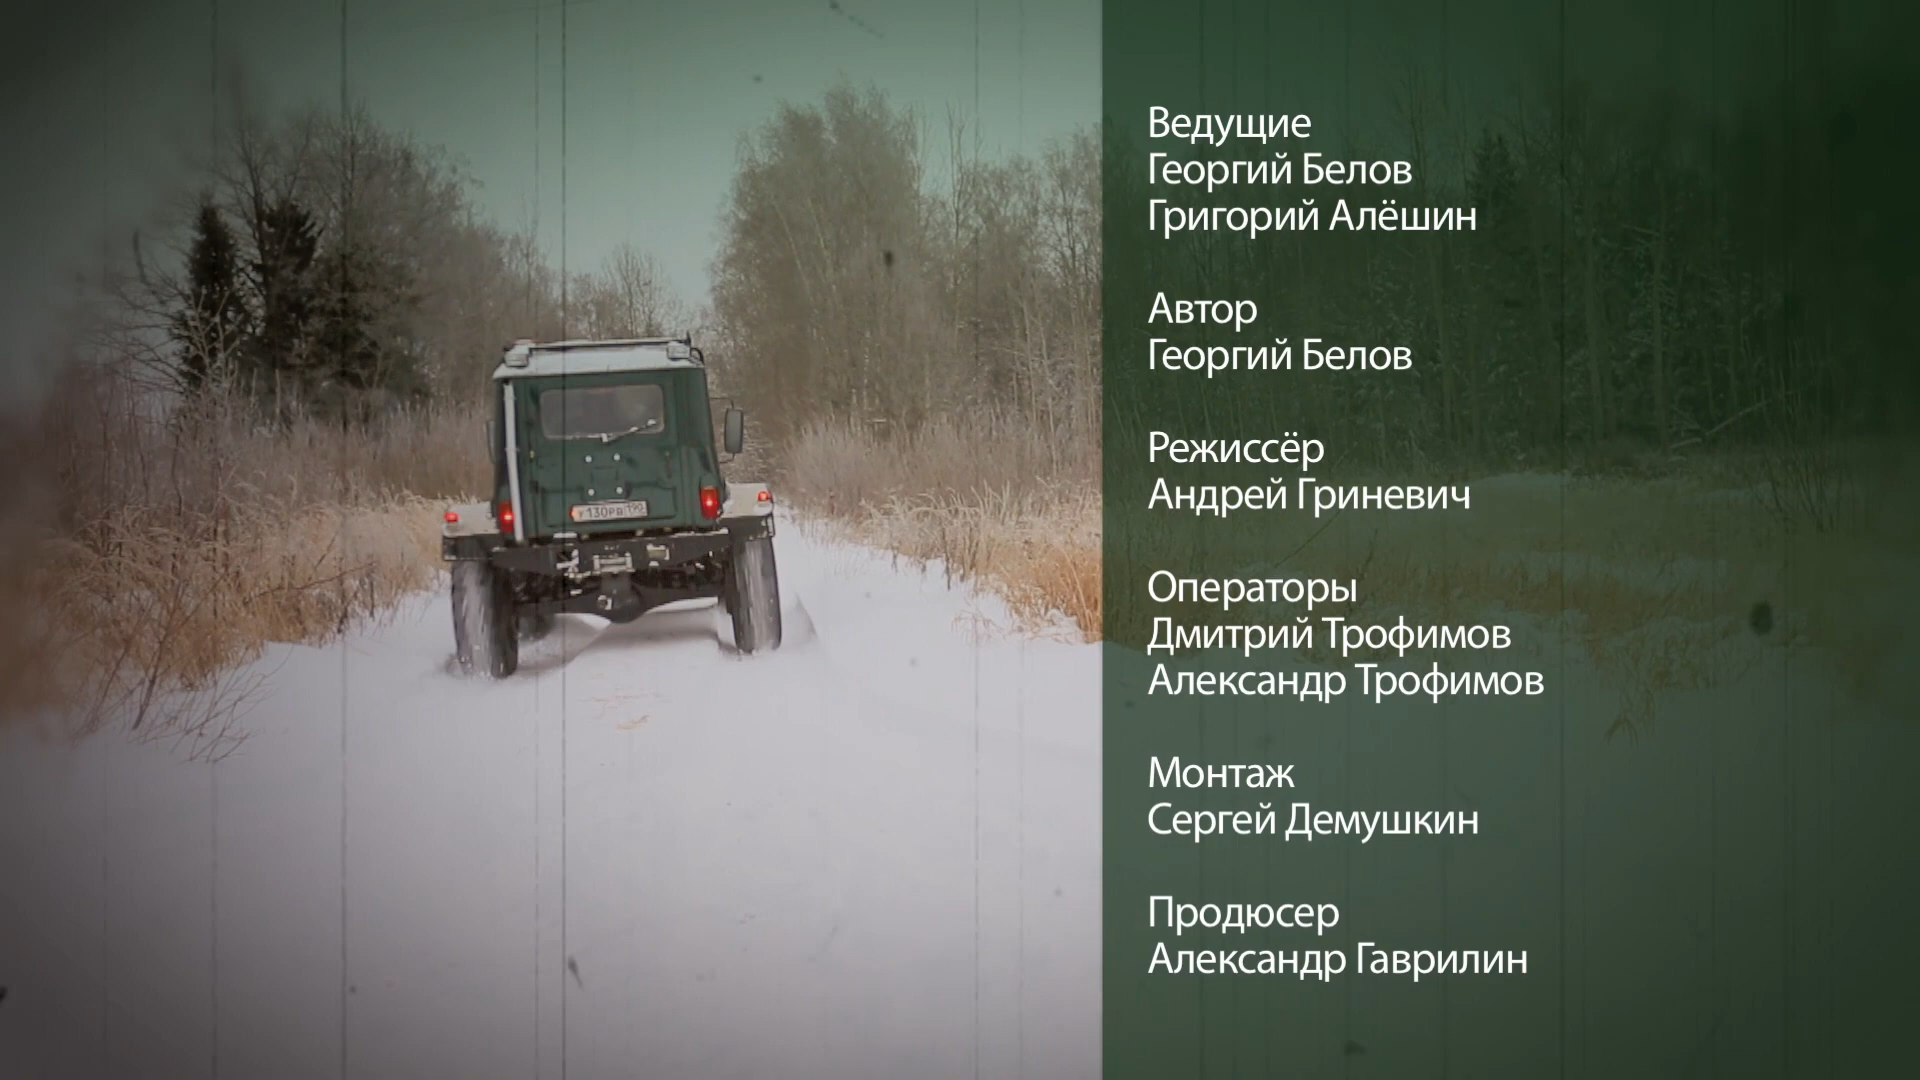 Ведущие
Георгий Белов
Григорий Алёшин
Автор
Георгий Белов
Режиссёр
Андрей Гриневич
Операторы
Дмитрий Трофимов
Александр Трофимов
Монтаж
Сергей Демушкин
Продюсер
Александр Гаврилин
У130РВ190